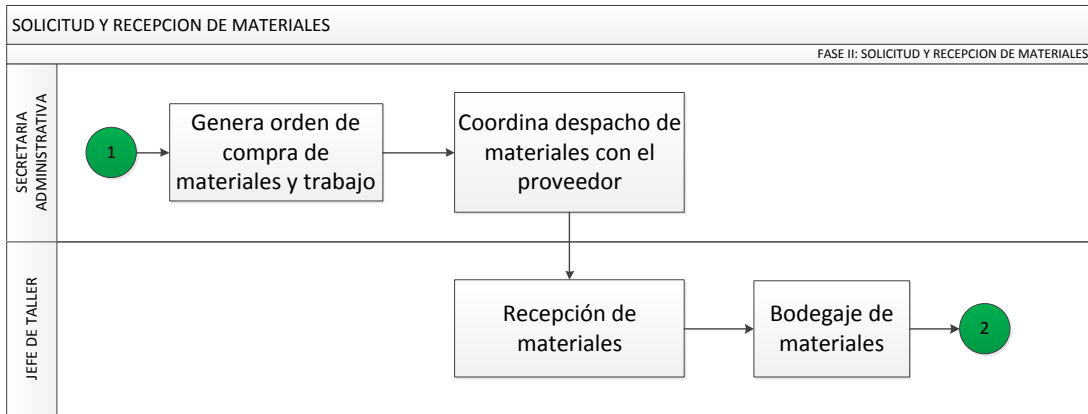 SOLICITUD Y RECEPCION DE MATERIALES
FASE II: SOLICITUD Y RECEPCION DE MATERIALES
SECRETARIA
ADMINISTRATIVA
1
Genera orden de
compra de
materiales y trabajo
Coordina despacho de
materiales con el
proveedor
JEFE DE TALLER
Recepción de
materiales
Bodegaje de
materiales
2